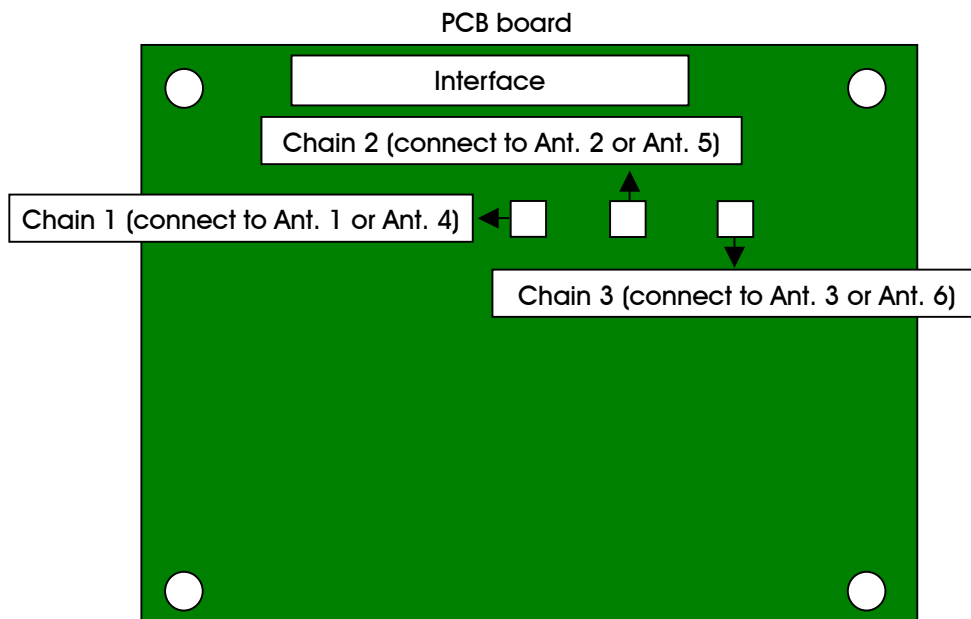 PCB board
Interface
Chain 2 (connect to Ant. 2 or Ant. 5)
Chain 1 (connect to Ant. 1 or Ant. 4)
Chain 3 (connect to Ant. 3 or Ant. 6)